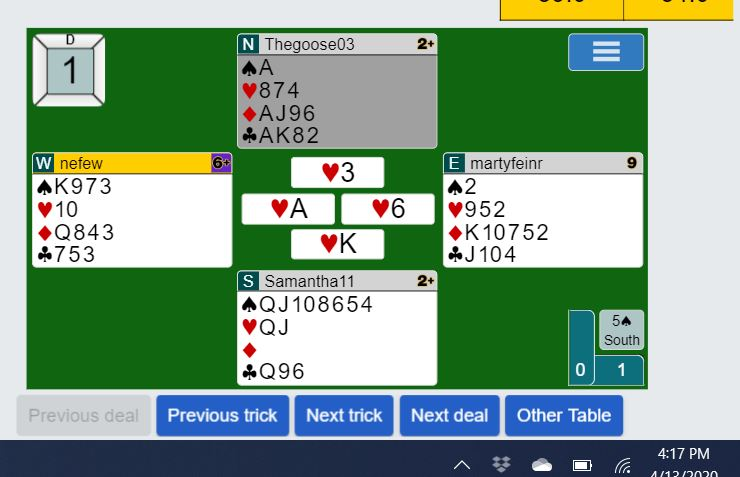 D
1
N Thegoose03 2+
♠A
♥874
♦AJ96
♣AK82
W nefew 6+
♠K973
♥10
♦Q843
♣753
♥3
♥A ♥6
♥K
E martyfeinr 9
♠2
♥952
♦K10752
♣J104
S Samantha11 2+
♠QJ108654
♥QJ
♦
♣Q96
5♠
South
0 1
Previous deal Previous trick Next trick Next deal Other Table
4:17 PM
4/13/2020